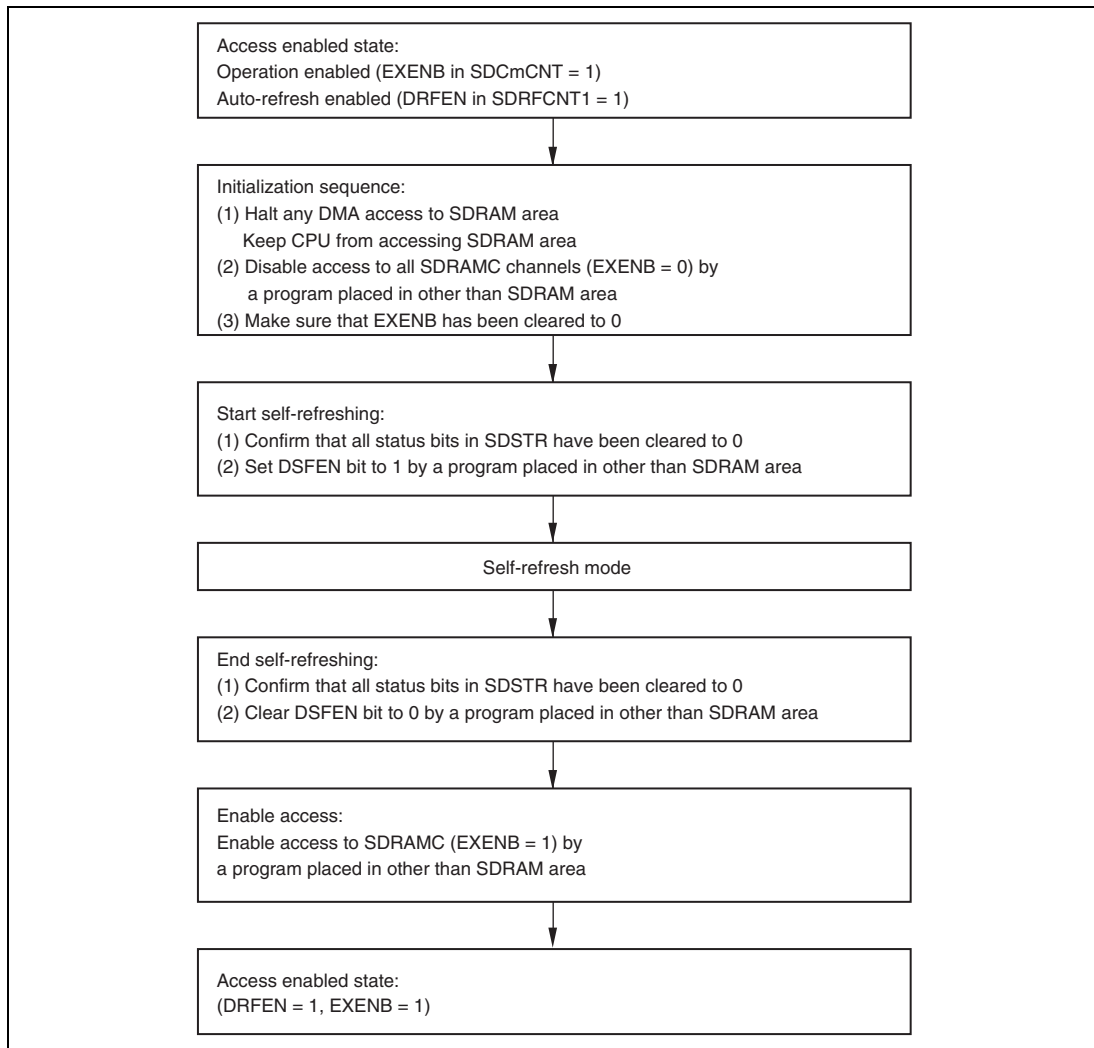 Access enabled state:
Operation enabled (EXENB in SDCmCNT = 1)
Auto-refresh enabled (DRFEN in SDRFCNT1 = 1)
Initialization sequence:
(1) Halt any DMA access to SDRAM area
Keep CPU from accessing SDRAM area
(2) Disable access to all SDRAMC channels (EXENB = 0) by
a program placed in other than SDRAM area
(3) Make sure that EXENB has been cleared to 0
Start self-refreshing:
(1) Confirm that all status bits in SDSTR have been cleared to 0
(2) Set DSFEN bit to 1 by a program placed in other than SDRAM area
Self-refresh mode
End self-refreshing:
(1) Confirm that all status bits in SDSTR have been cleared to 0
(2) Clear DSFEN bit to 0 by a program placed in other than SDRAM area
Enable access:
Enable access to SDRAMC (EXENB = 1) by
a program placed in other than SDRAM area
Access enabled state:
(DRFEN = 1, EXENB = 1)